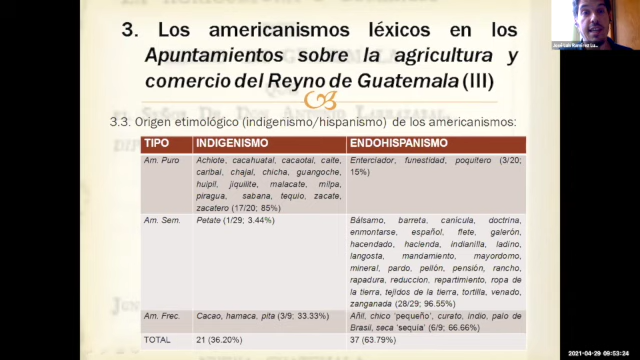 3. Los americanismos léxicos en los
Apuntamientos sobre la agricultura y
comercio del Reyno de Guatemala (III)
3.3. Origen etimológico (indigenismo/hispanismo) de los americanismos:
TIPO INDIGENISMO ENDOHISPANISMO
Am. Puro
Achiote, cacahuatal, cacaotal, caite,
caribal, chajal, chicha, guangoche,
huipil, jiquilite, malacate, milpa,
piragua, sabana, tequio, zacate,
zacatero (17/20; 85%)
Enterciador, funestidad, poquitero (3/20;
15%)
Am. Sem.
Petate (1/29; 3.44%)
Bálsamo, barreta, canícula, doctrina,
enmontarse, español, flete, galerón,
hacendado, hacienda, indianilla, ladino,
langosta, mandamiento, mayordomo,
mineral, pardo, pellón, pensión, rancho,
rapadura, reduccion, repartimiento, ropa de
la tierra, tejidos de la tierra, tortilla, venado,
zanganada (28/29; 96.55%)
Am. Frec.
Cacao, hamaca, pita (3/9; 33.33%)
Añil, chico ‘pequeño’, curato, indio, palo de
Brasil, seca ‘sequía’ (6/9; 66.66%)
TOTAL 21 (36.20%) 37 (63.79%)
2021-04-29 09:53:24